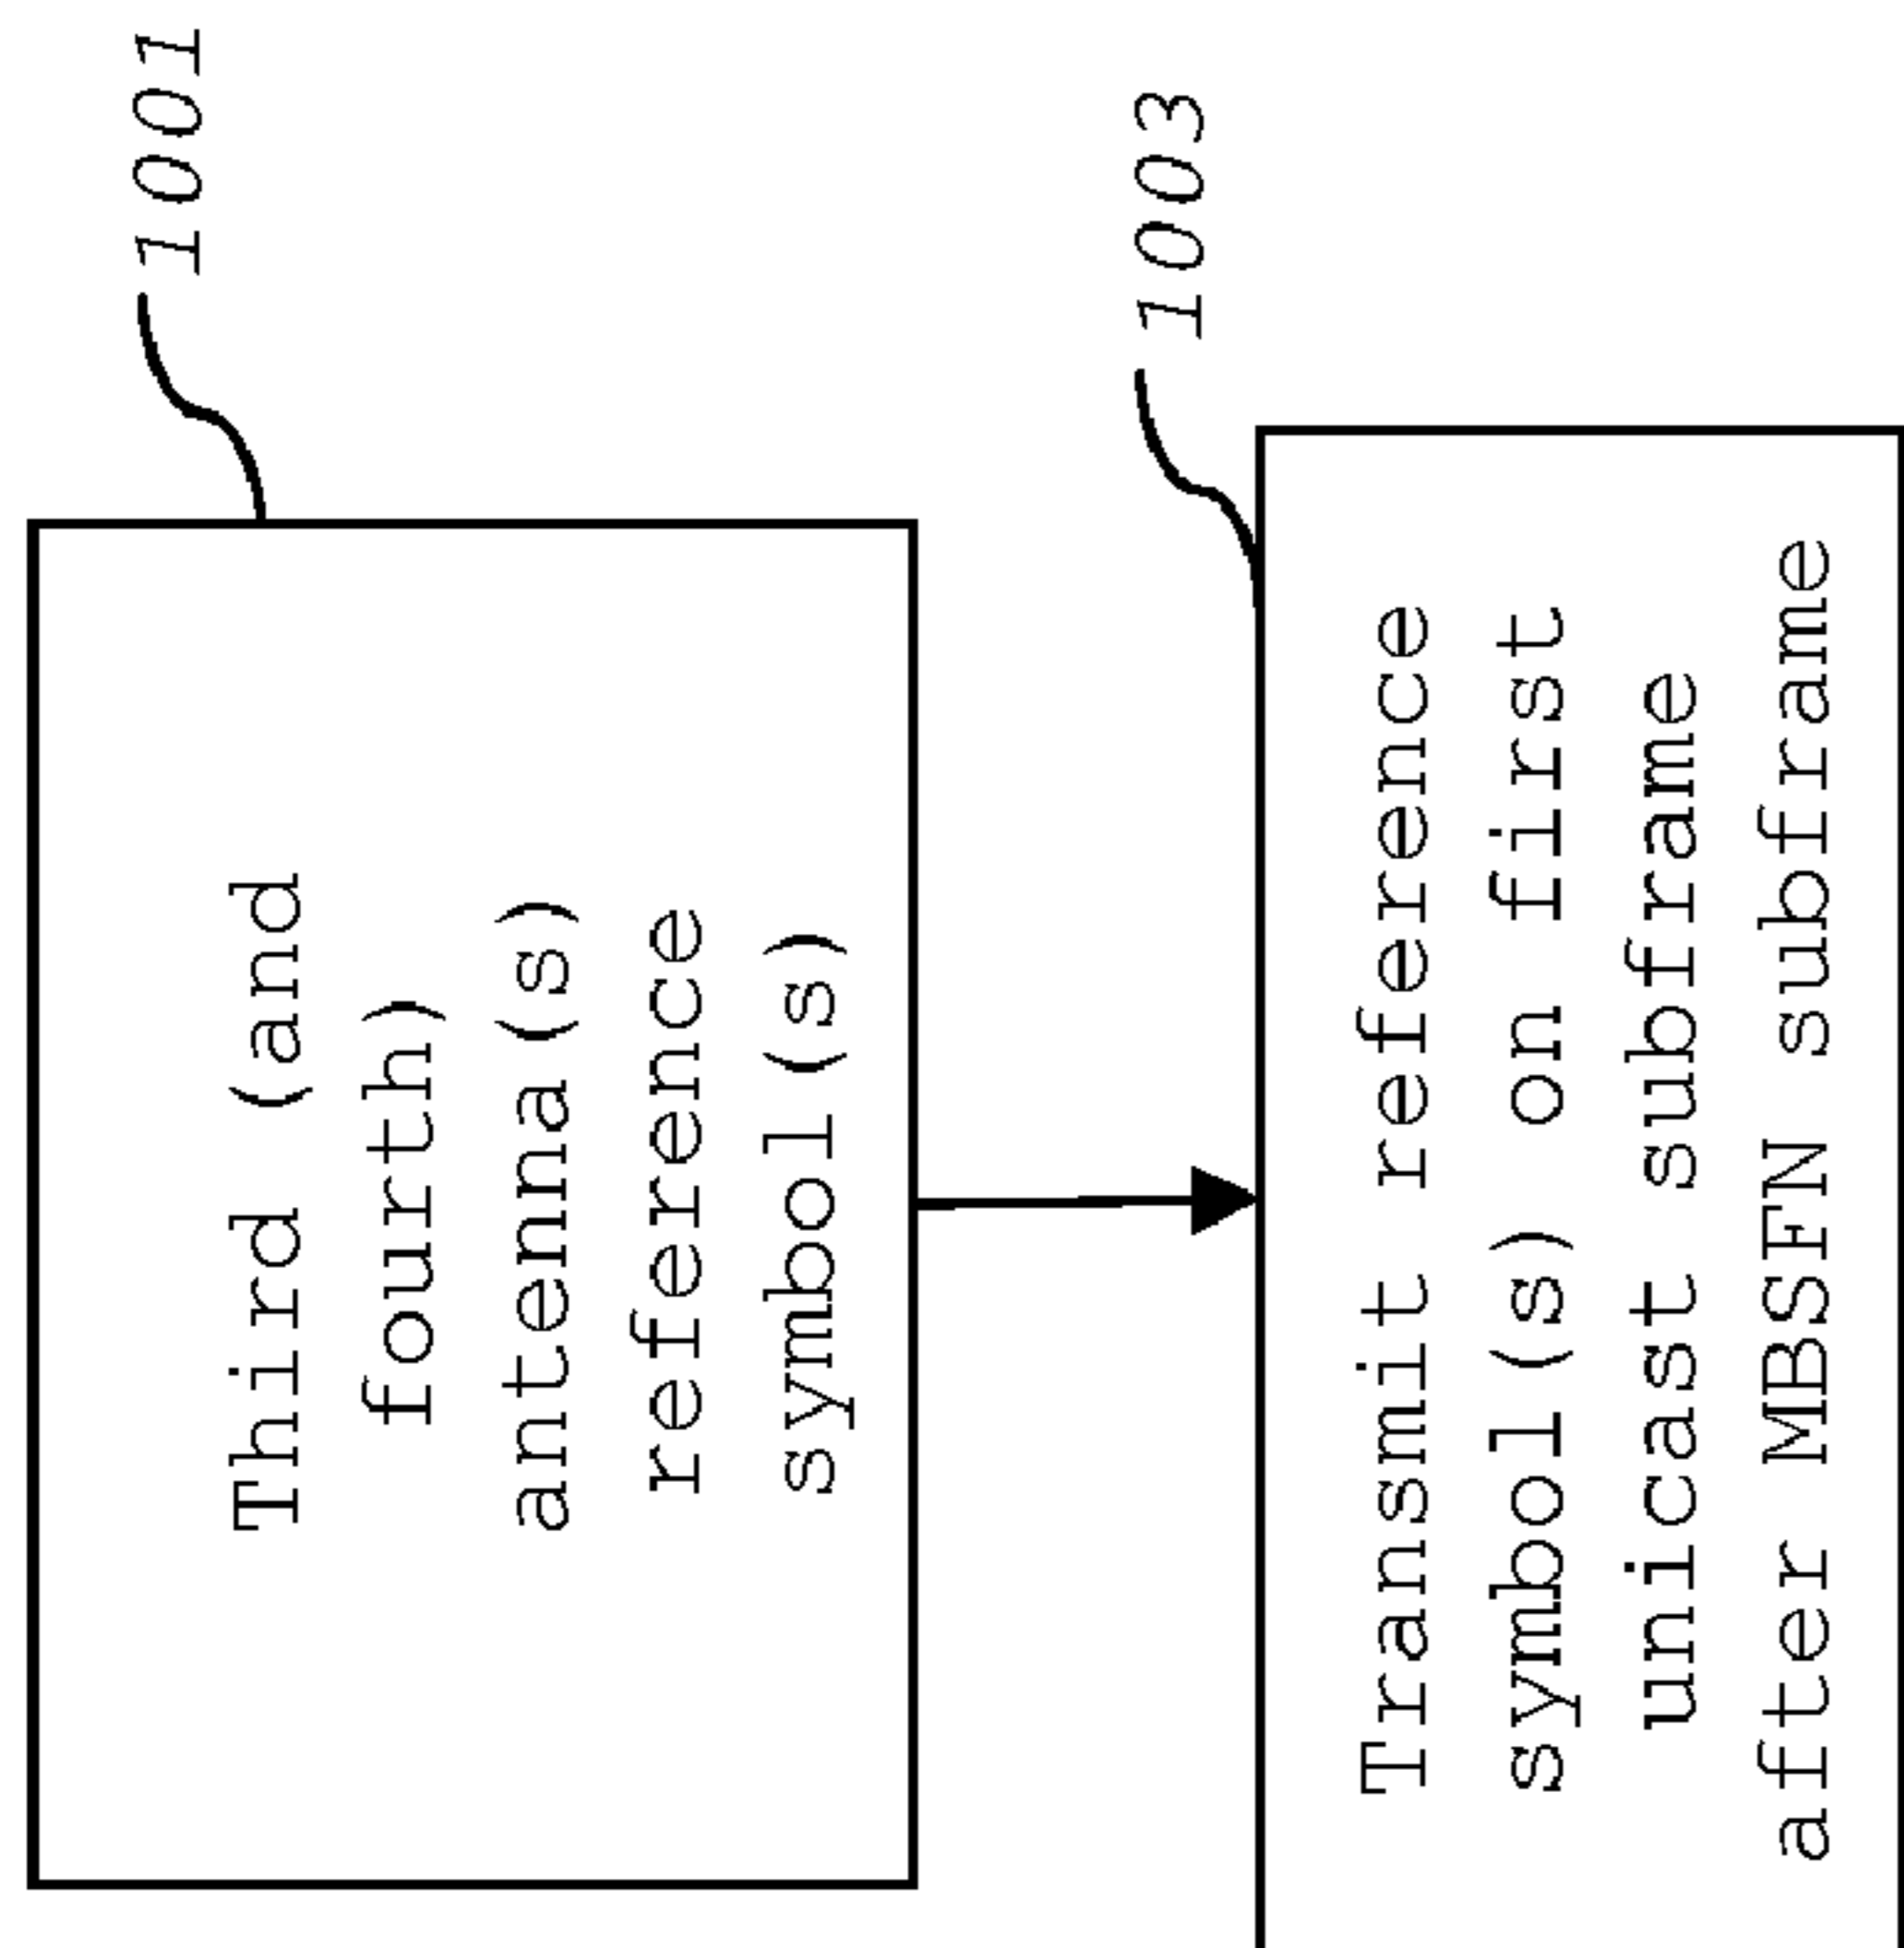 1001
Third (and
fourth)
antenna(s)
reference
symbol(s)
1003
Transmit reference
symbol(s) on first
unicast subframe
after MBSFN subframe